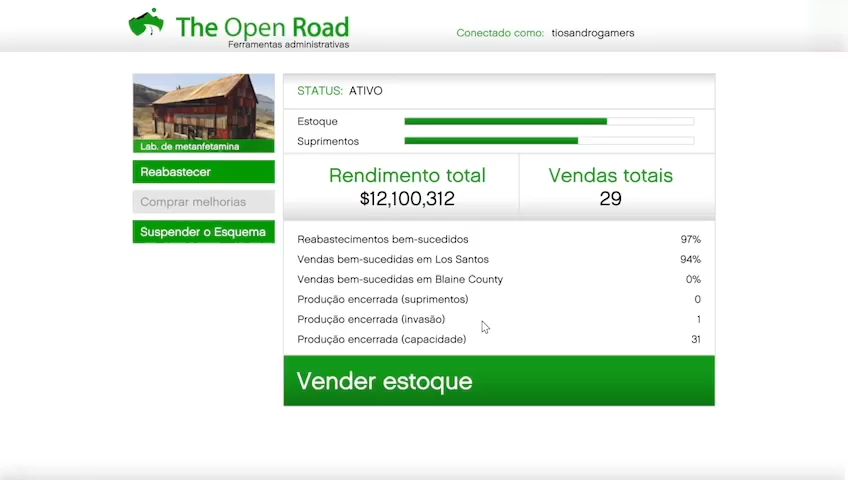 The Open Road
Ferramentas administrativas
Conectado como: tiosandrogamers
Lab. de metanfetamina
Reabastecer
Comprar melhorias
Suspender o Esquema
STATUS: ATIVO
Estoque
Suprimentos
Rendimento total
$12,100,312
Vendas totais
29
Reabastecimentos bem-sucedidos 97%
Vendas bem-sucedidas em Los Santos 94%
Vendas bem-sucedidas em Blaine County 0%
Produção encerrada (suprimentos) 0
Produção encerrada (invasão) 1
Produção encerrada (capacidade) 31
Vender estoque